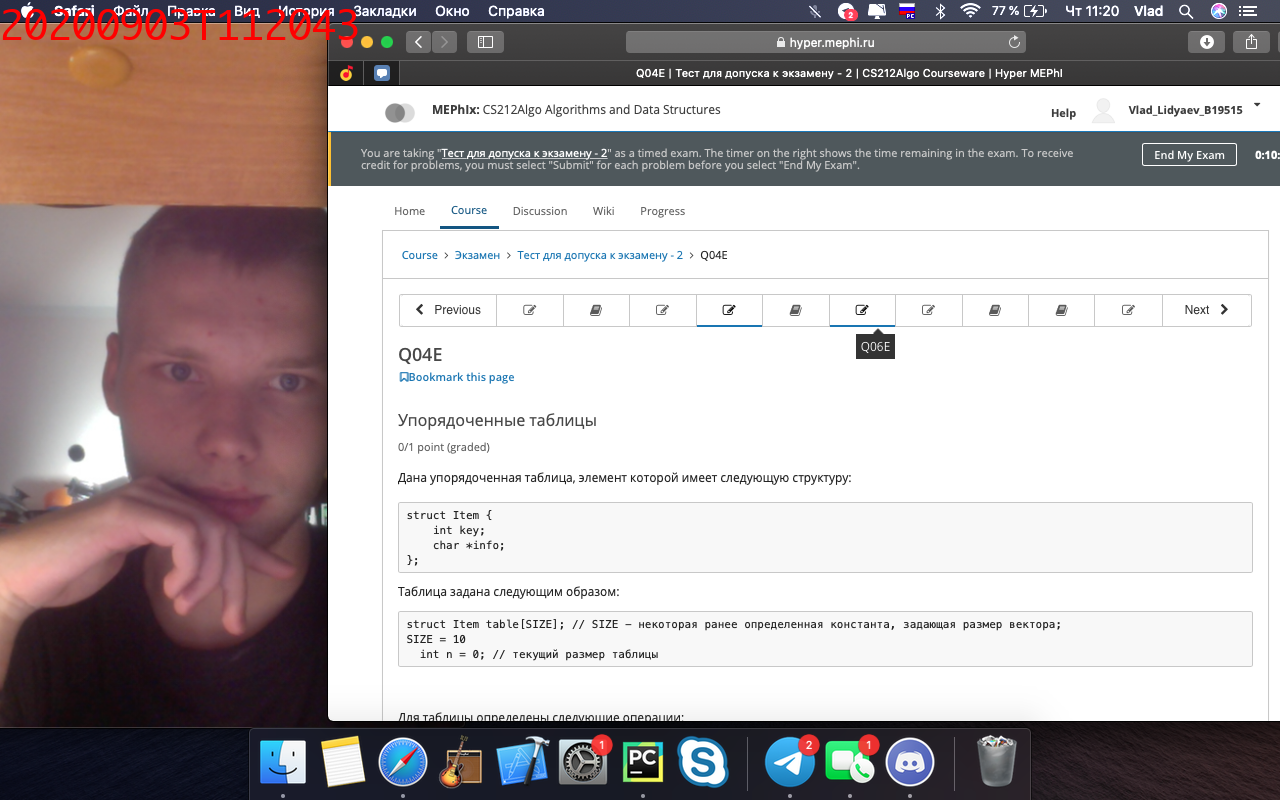 Safari Файл Правка Вид История Закладки Окно Справка 2 РС 77 % Чт 11:20 Vlad
20200903T112043
hyper.mephi.ru
Q04E | Тест для допуска к экзамену - 2 | CS212Algo Courseware | Hyper MEPhI
MEPhIx: CS212Algo Algorithms and Data Structures Help Vlad_Lidyaev_B19515
You are taking "Тест для допуска к экзамену - 2" as a timed exam. The timer on the right shows the time remaining in the exam. To receive
credit for problems, you must select "Submit" for each problem before you select "End My Exam".
End My Exam 0:10:
Home Course Discussion Wiki Progress
Course > Экзамен > Тест для допуска к экзамену - 2 > Q04E
Previous Next
Q06E
Q04E
Bookmark this page
Упорядоченные таблицы
0/1 point (graded)
Дана упорядоченная таблица, элемент которой имеет следующую структуру:
struct Item {
int key;
char *info;
};
Таблица задана следующим образом:
struct Item table[SIZE]; // SIZE – некоторая ранее определенная константа, задающая размер вектора;
SIZE = 10
int n = 0; // текущий размер таблицы
Для таблицы определены следующие операции:
1 PC 2 1